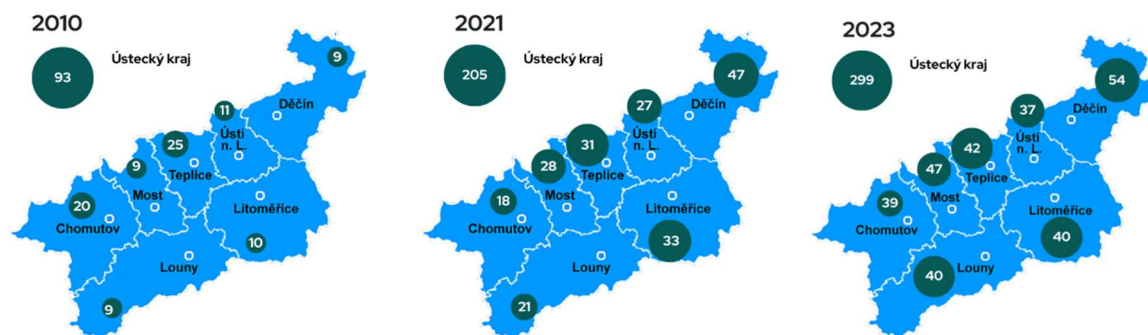 2010
93
Ústecký kraj
9
11
Děčín
25
Ústí
n. L.
9
Teplice
20
Most
Litoměřice
Chomutov
10
Louny
9
2021
205
Ústecký kraj
47
27
Děčín
31
Ústí
n. L.
28
Teplice
18
Most
Litoměřice
Chomutov
33
Louny
21
2023
299
Ústecký kraj
54
37
Děčín
42
Ústí
n. L.
47
Teplice
39
Most
Litoměřice
Chomutov
40
Louny
40